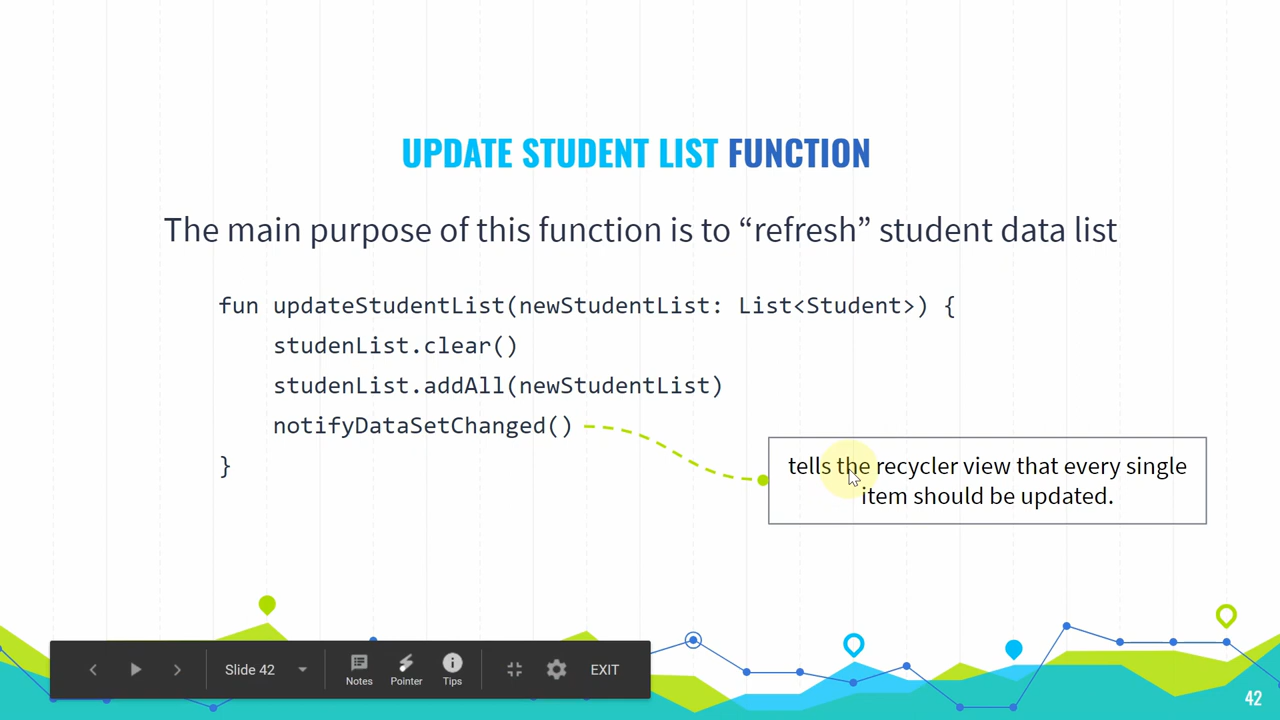 UPDATE STUDENT LIST FUNCTION
The main purpose of this function is to “refresh” student data list
fun updateStudentList(newStudentList: List<Student>) {
studenList.clear()
studenList.addAll(newStudentList)
notifyDataSetChanged()
}
tells the recycler view that every single
item should be updated.
Slide 42
Notes
Pointer
Tips
EXIT
42